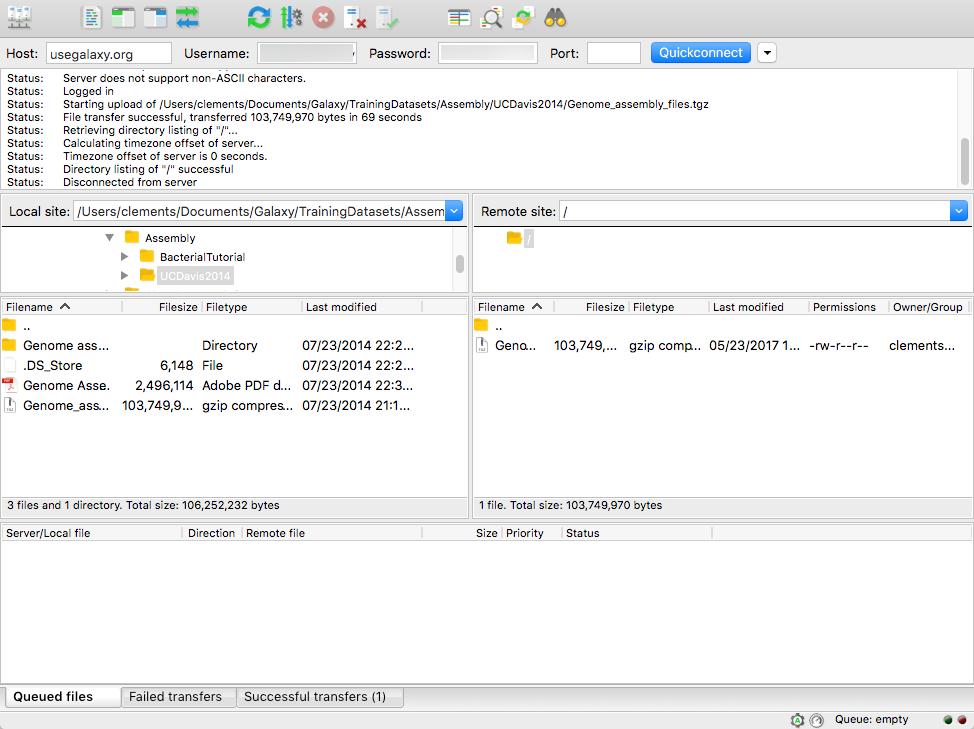 Host: usegalaxy.org Username: Password: Port: Quickconnect
Status: Server does not support non-ASCII characters.
Status: Logged in
Status: Starting upload of /Users/clements/Documents/Galaxy/TrainingDatasets/Assembly/UCDavis2014/Genome_assembly_files.tgz
Status: File transfer successful, transferred 103,749,970 bytes in 69 seconds
Status: Retrieving directory listing of "/"...
Status: Calculating timezone offset of server...
Status: Timezone offset of server is 0 seconds.
Status: Directory listing of "/" successful
Status: Disconnected from server
Local site: /Users/clements/Documents/Galaxy/TrainingDatasets/Assem
Assembly
BacterialTutorial
UCDavis2014
Remote site: /
/
Filename Filesize Filetype Last modified
..
Genome ass... Directory 07/23/2014 22:2...
.DS_Store 6,148 File 07/23/2014 22:2...
Genome Asse. 2,496,114 Adobe PDF d... 07/23/2014 22:3...
Genome_ass... 103,749,9... gzip compres... 07/23/2014 21:1...
3 files and 1 directory. Total size: 106,252,232 bytes
Filename Filesize Filetype Last modified Permissions Owner/Group
..
Geno... 103,749,... gzip comp... 05/23/2017 1... -rw-r--r-- clements...
1 file. Total size: 103,749,970 bytes
Server/Local file Direction Remote file Size Priority Status
Queued files Failed transfers Successful transfers (1)
Queue: empty